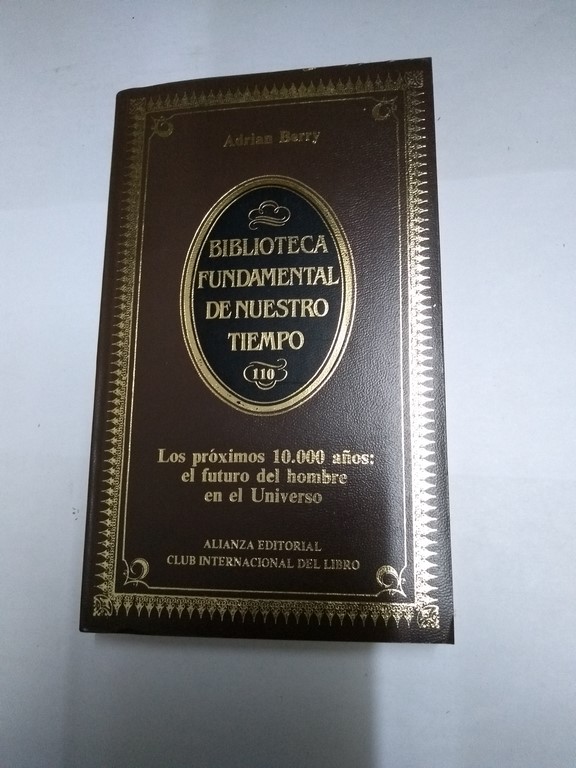 Adrian Berry
BIBLIOTECA
FUNDAMENTAL
DE NUESTRO
TIEMPO
110
Los próximos 10.000 años:
el futuro del hombre
en el Universo
ALIANZA EDITORIAL
CLUB INTERNACIONAL DEL LIBRO